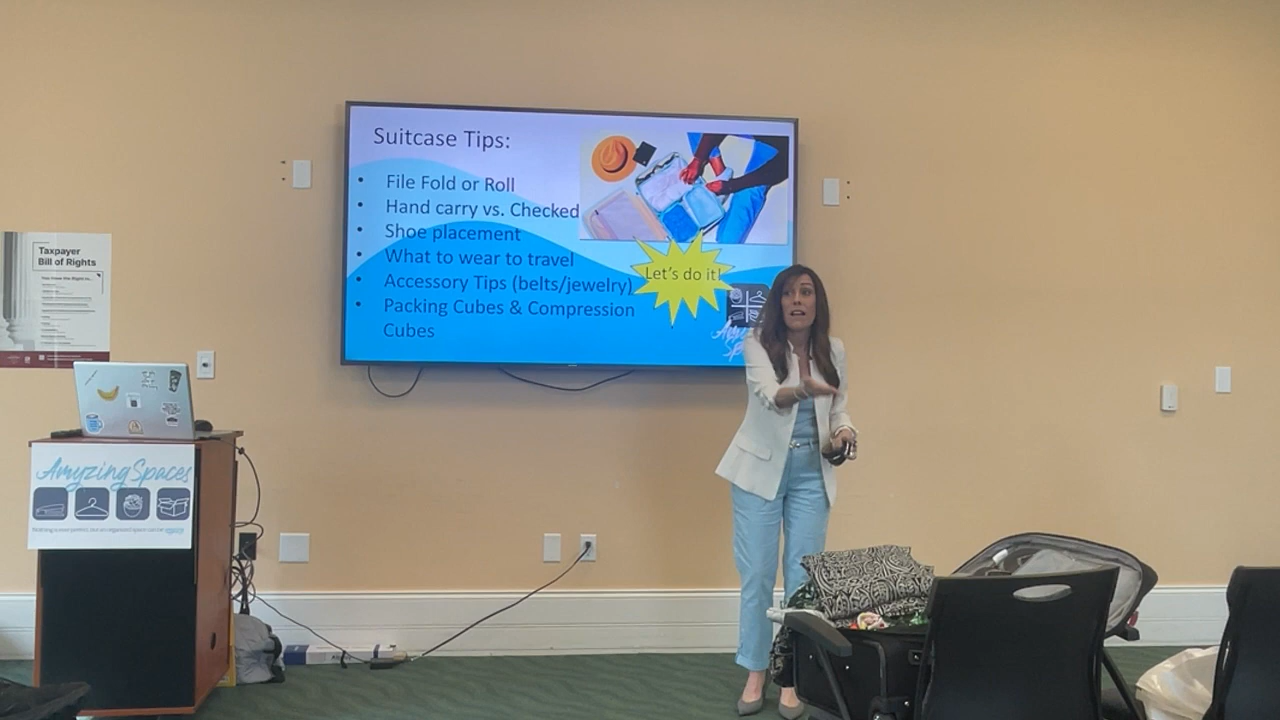 Suitcase Tips:
• File Fold or Roll
• Hand carry vs. Checked
• Shoe placement
• What to wear to travel
• Accessory Tips (belts/jewelry)
• Packing Cubes & Compression
Cubes
Let's do it!
Taxpayer
Bill of Rights
Amyzing Spaces